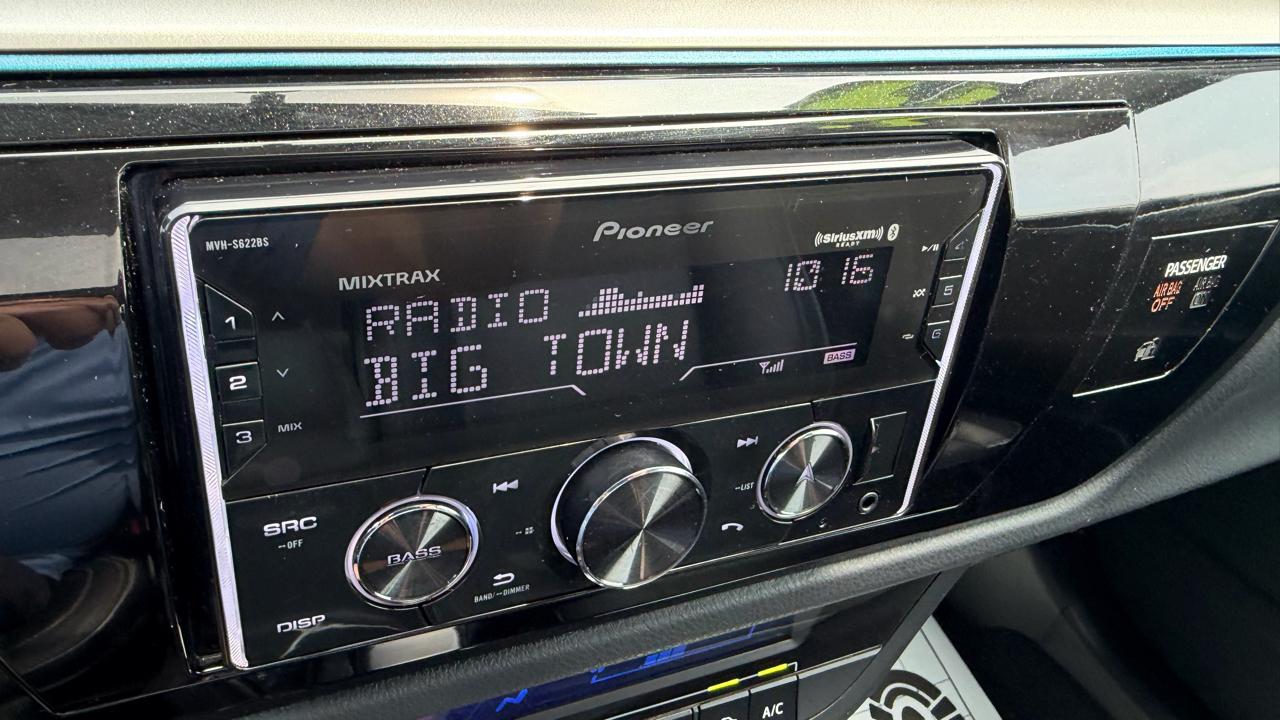 Pioneer
MVH-S622BS
((SiriusXm))
READY
MIXTRAX
10 16
RADIO
BIG TOWN
BASS
1
2
3
MIX
4
5
6
PASSENGER
AIR BAG
OFF
AIR BAG
SRC
--OFF
BASS
DISP
BAND/--DIMMER
--LIST
A/C